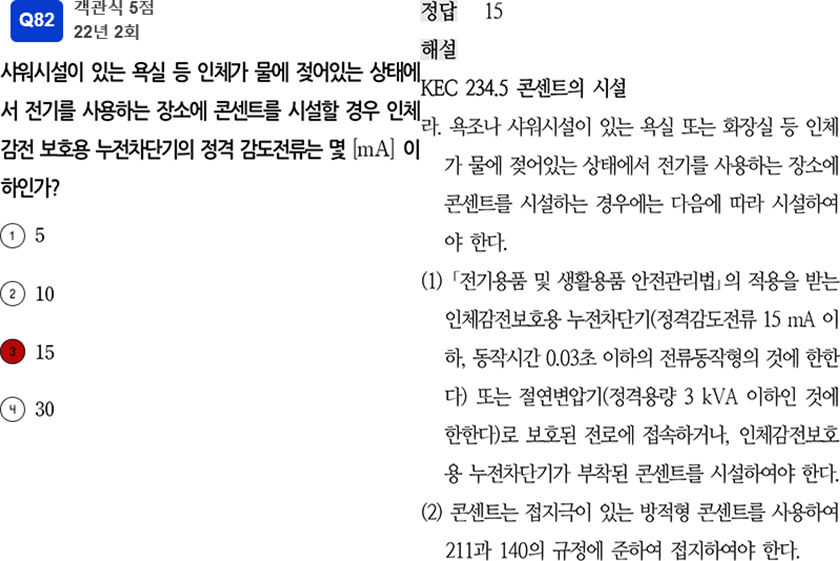 Q82
객관식 5점
22년 2회
샤워시설이 있는 욕실 등 인체가 물에 젖어있는 상태에
서 전기를 사용하는 장소에 콘센트를 시설할 경우 인체
감전 보호용 누전차단기의 정격 감도전류는 몇 [mA] 이
하인가?
① 5
② 10
③ 15
④ 30
정답 15
해설
KEC 234.5 콘센트의 시설
라. 욕조나 샤워시설이 있는 욕실 또는 화장실 등 인체
가 물에 젖어있는 상태에서 전기를 사용하는 장소에
콘센트를 시설하는 경우에는 다음에 따라 시설하여
야 한다.
(1) 「전기용품 및 생활용품 안전관리법」의 적용을 받는
인체감전보호용 누전차단기(정격감도전류 15 mA 이
하, 동작시간 0.03초 이하의 전류동작형의 것에 한한
다) 또는 절연변압기(정격용량 3 kVA 이하인 것에
한한다)로 보호된 전로에 접속하거나, 인체감전보호
용 누전차단기가 부착된 콘센트를 시설하여야 한다.
(2) 콘센트는 접지극이 있는 방적형 콘센트를 사용하여
211과 140의 규정에 준하여 접지하여야 한다.